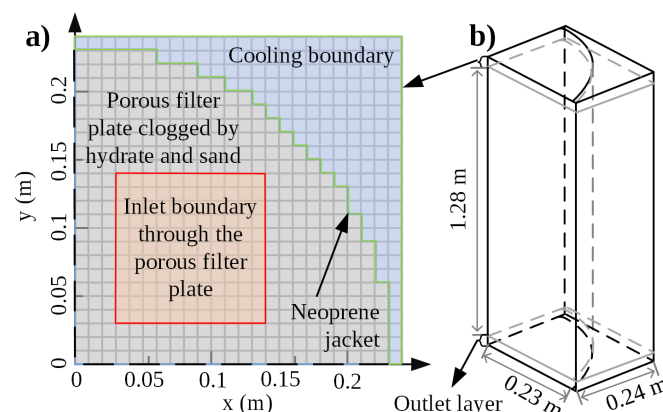 a)
Cooling boundary
Porous filter
plate clogged by
hydrate and sand
Inlet boundary
through the
porous filter
plate
Neoprene
jacket
y (m)
0
0.05
0.1
0.15
0.2
0
0.05
0.1
0.15
0.2
x (m)
b)
1.28 m
0.23 m
0.24 m
Outlet layer